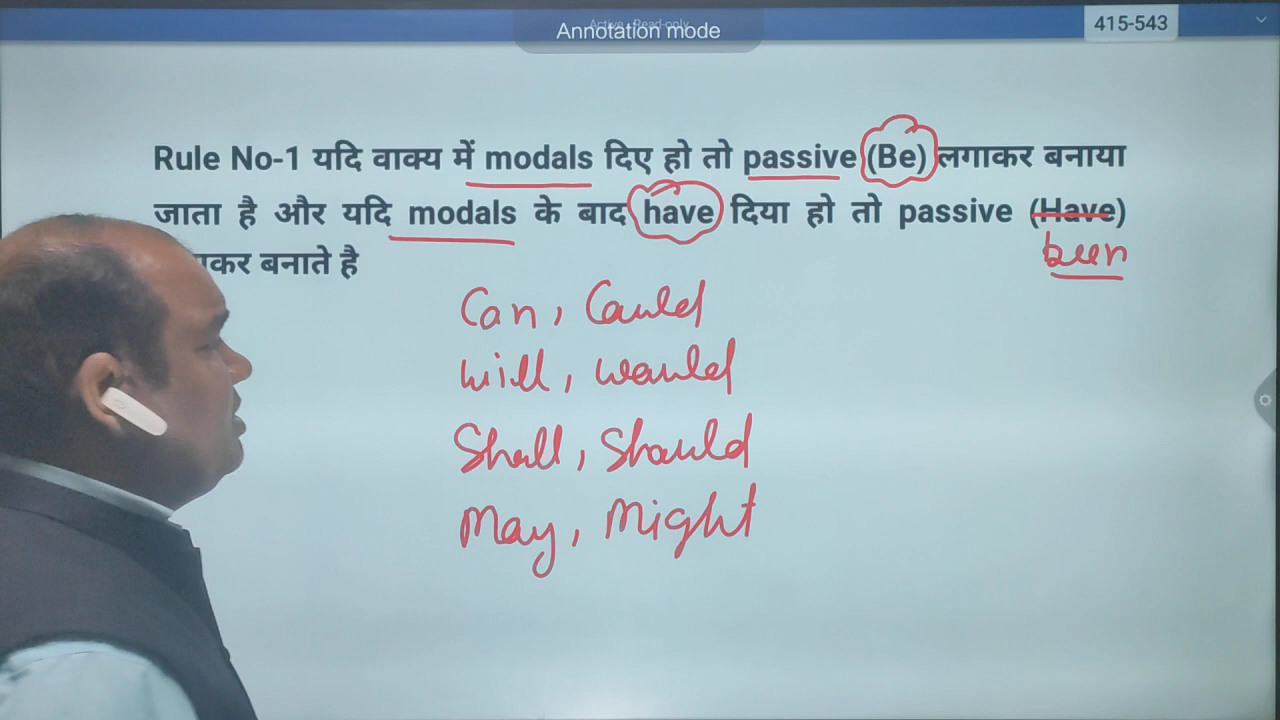 Annotation mode
415-543
Rule No-1 यदि वाक्य में modals दिए हो तो passive (Be) लगाकर बनाया
जाता है और यदि modals के बाद have दिया हो तो passive (Have)
been
कर बनाते है
Can, Could
Will, would
Shall, Should
May, Might